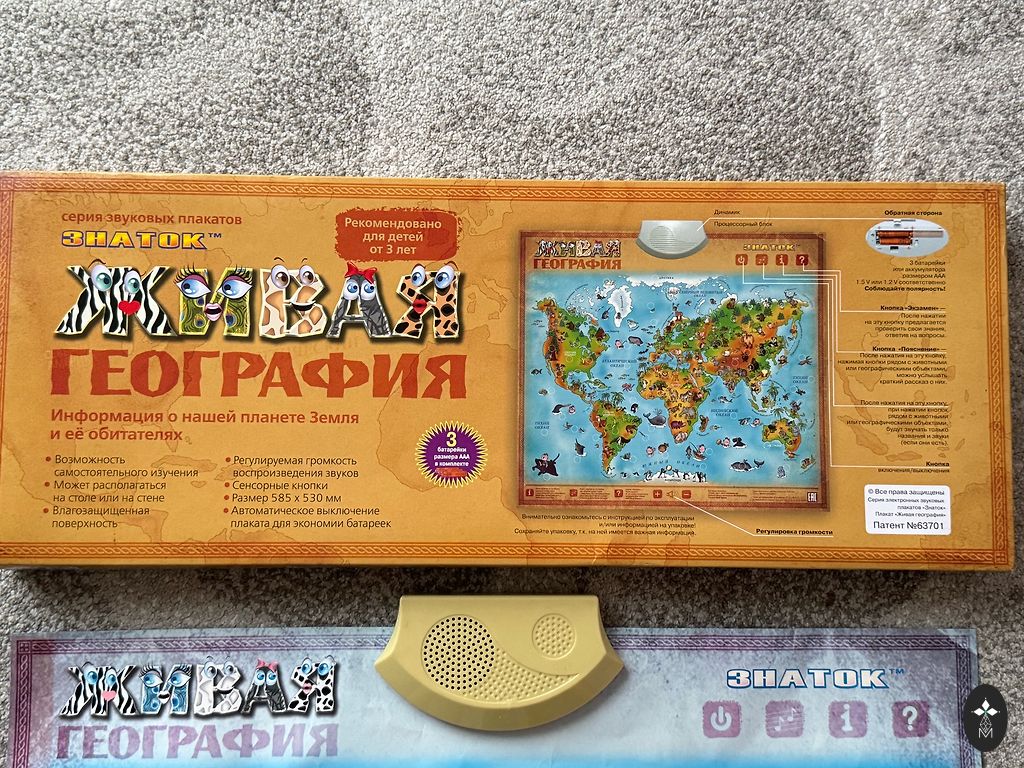 серия звуковых плакатов
ЗНАТОК™
Рекомендовано
для детей
от 3 лет
ЖИВАЯ
ГЕОГРАФИЯ
Информация о нашей планете Земля
и её обитателях
• Возможность
самостоятельного изучения
• Может располагаться
на столе или на стене
• Влагозащищенная
поверхность
• Регулируемая громкость
воспроизведения звуков
• Сенсорные кнопки
• Размер 585 x 530 мм
• Автоматическое выключение
плаката для экономии батареек
3
батарейки
размера ААА
в комплекте
Динамик
Процессорный блок
Обратная сторона
ЖИВАЯ
ГЕОГРАФИЯ
ЗНАТОК
3 батарейки
или аккумулятора
размером ААА
1.5 V или 1.2 V соответственно
Соблюдайте полярность!
Кнопка «Экзамен» —
После нажатия
на эту кнопку предлагается
проверить свои знания,
ответив на вопросы.
Кнопка «Пояснение» —
После нажатия на эту кнопку,
нажимая кнопки рядом с животными
или географическими объектами,
можно услышать
краткий рассказ о них.
После нажатия на эту кнопку,
при нажатии кнопок
рядом с животными
или географическими объектами,
будут звучать только
названия и звуки
(если они есть).
Кнопка
включения/выключения
АТЛАНТИЧЕСКИЙ
ОКЕАН
ИНДИЙСКИЙ
ОКЕАН
ТИХИЙ
ОКЕАН
Внимательно ознакомьтесь с инструкцией по эксплуатации
и/или информацией на упаковке!
Сохраняйте упаковку, т.к. на ней имеется важная информация.
Регулировка громкости
© Все права защищены
Серия электронных звуковых
плакатов «Знаток»
Плакат «Живая география»
Патент №63701
ЖИВАЯ
ГЕОГРАФИЯ
ЗНАТОК™
i ?
M